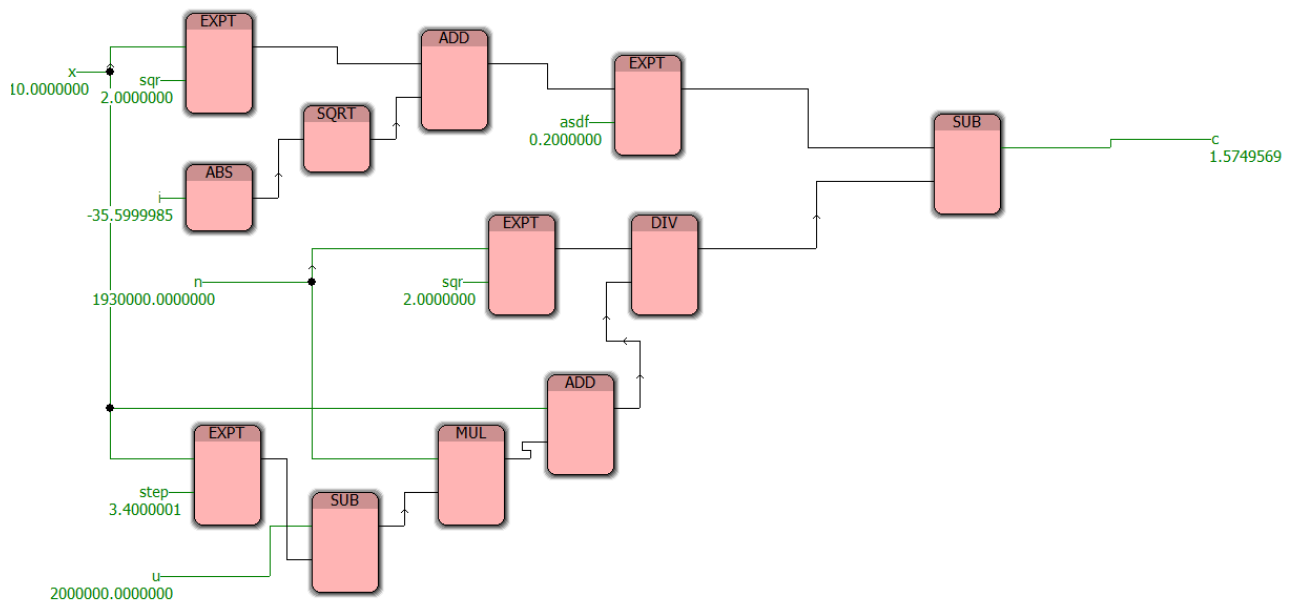 EXPT
ADD
x
10.0000000
sqr
2.0000000
EXPT
SQRT
asdf
0.2000000
SUB
c
1.5749569
ABS
i
-35.5999985
EXPT
DIV
n
1930000.0000000
sqr
2.0000000
ADD
EXPT
MUL
step
3.4000001
SUB
u
2000000.0000000